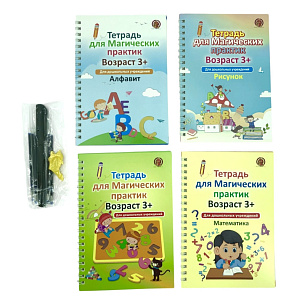 Тетрадь
для Магических
практик
Возраст 3+
Для дошкольных учреждений
Алфавит
A B C
Тетрадь
для Магических
практик
Возраст 3+
Для дошкольных учреждений
Рисунок
Тетрадь
для Магических
практик
Возраст 3+
Для дошкольных учреждений
Тетрадь
для Магических
практик
Возраст 3+
Для дошкольных учреждений
Математика